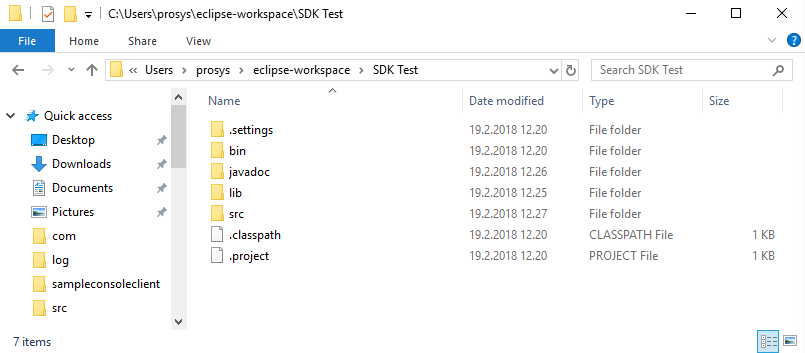 C:\Users\prosys\eclipse-workspace\SDK Test
File Home Share View
Users prosys eclipse-workspace SDK Test Search SDK Test
Name Date modified Type Size
Quick access
Desktop
Downloads
Documents
Pictures
com
log
sampleconsoleclient
src
.settings 19.2.2018 12.20 File folder
bin 19.2.2018 12.20 File folder
javadoc 19.2.2018 12.26 File folder
lib 19.2.2018 12.25 File folder
src 19.2.2018 12.27 File folder
.classpath 19.2.2018 12.20 CLASSPATH File 1 KB
.project 19.2.2018 12.20 PROJECT File 1 KB
7 items